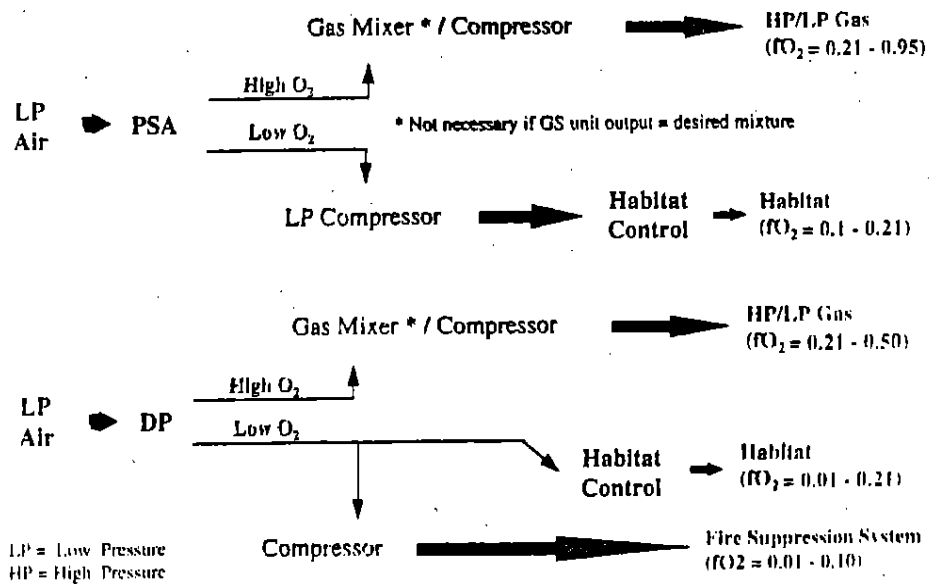 Gas Mixer * / Compressor
HP/LP Gas
(fO₂ = 0.21 - 0.95)
High O₂
LP
Air
PSA
Low O₂
* Not necessary if GS unit output = desired mixture
LP Compressor
Habitat
Control
Habitat
(fO₂ = 0.1 - 0.21)
Gas Mixer * / Compressor
HP/LP Gas
(fO₂ = 0.21 - 0.50)
High O₂
LP
Air
DP
Low O₂
Habitat
Control
Habitat
(fO₂ = 0.01 - 0.21)
LP = Low Pressure
HP = High Pressure
Compressor
Fire Suppression System
(fO2 = 0.01 - 0.10)